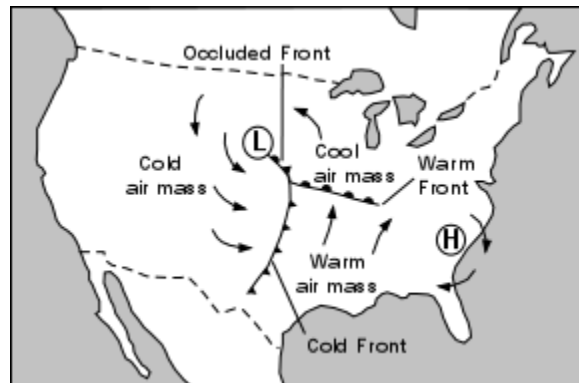 Occluded Front
L
Cold
air mass
Cool
air mass
Warm
Front
H
Warm
air mass
Cold Front